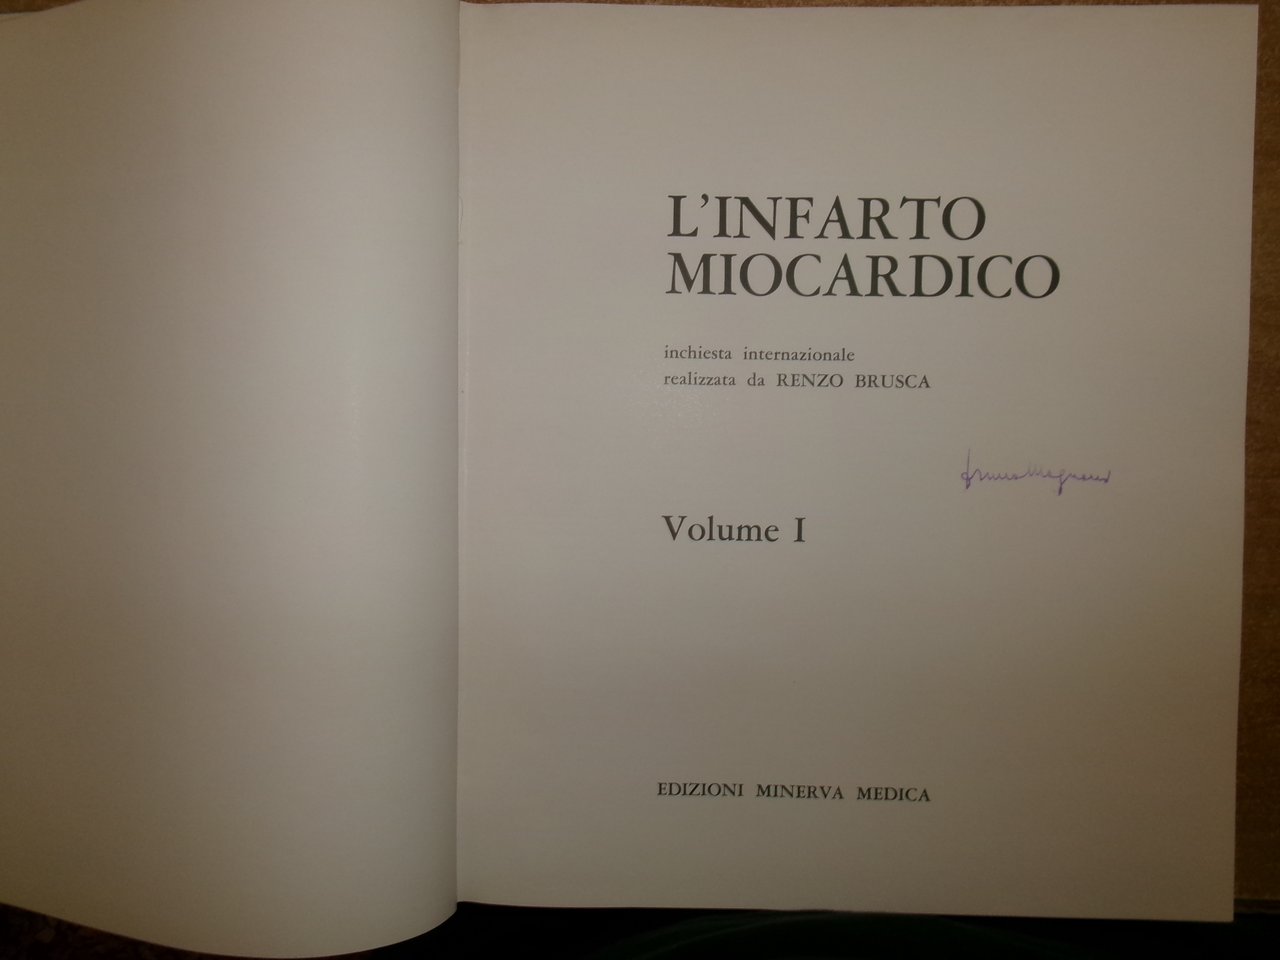 L'INFARTO
MIOCARDICO
inchiesta internazionale
realizzata da RENZO BRUSCA
Volume I
EDIZIONI MINERVA MEDICA